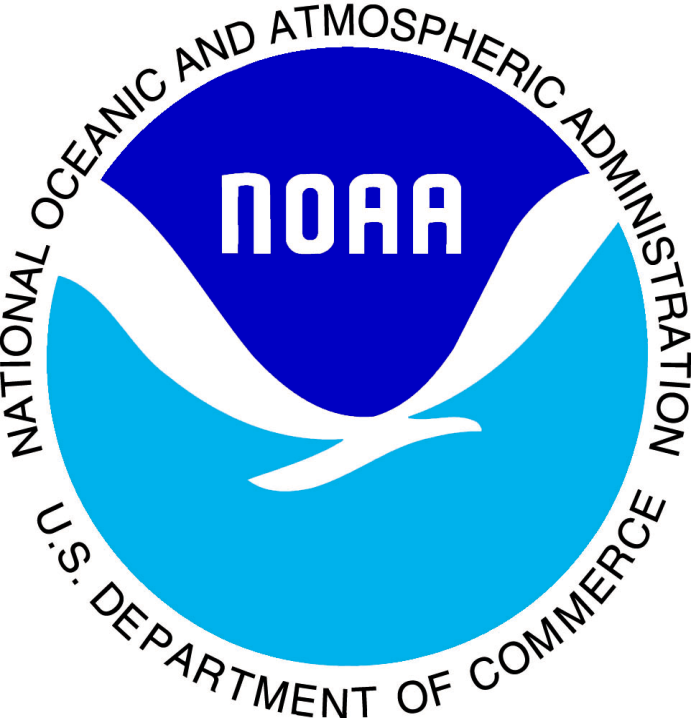 NATIONAL OCEANIC AND ATMOSPHERIC ADMINISTRATION
NOAA
U.S. DEPARTMENT OF COMMERCE